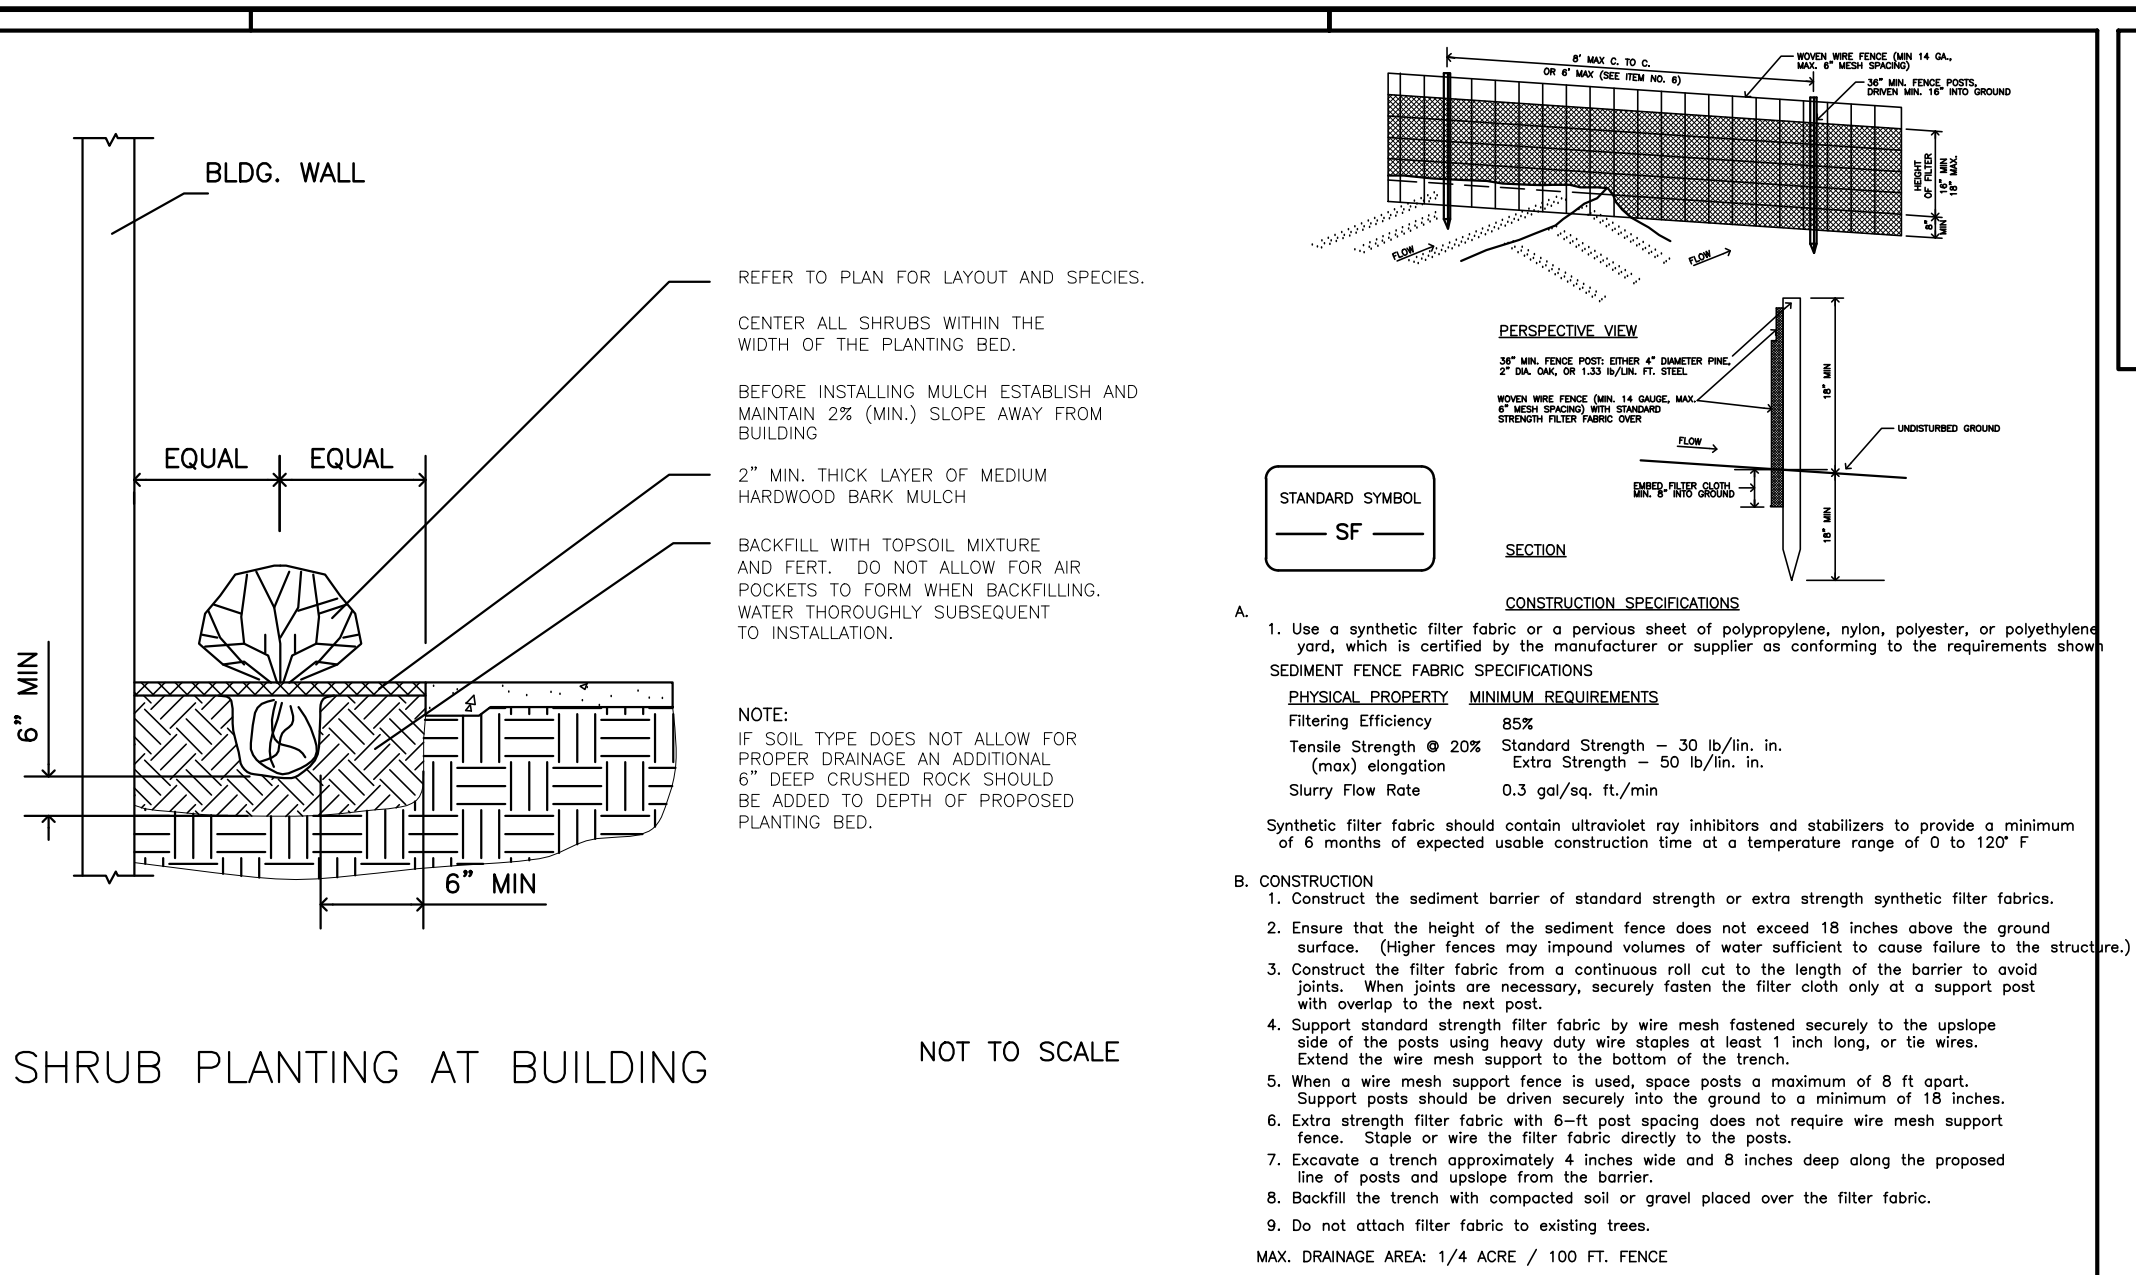 BLDG. WALL
REFER TO PLAN FOR LAYOUT AND SPECIES.
CENTER ALL SHRUBS WITHIN THE
WIDTH OF THE PLANTING BED.
BEFORE INSTALLING MULCH ESTABLISH AND
MAINTAIN 2% (MIN.) SLOPE AWAY FROM
BUILDING
EQUAL EQUAL
2" MIN. THICK LAYER OF MEDIUM
HARDWOOD BARK MULCH
BACKFILL WITH TOPSOIL MIXTURE
AND FERT. DO NOT ALLOW FOR AIR
POCKETS TO FORM WHEN BACKFILLING.
WATER THOROUGHLY SUBSEQUENT
TO INSTALLATION.
6" MIN
NOTE:
IF SOIL TYPE DOES NOT ALLOW FOR
PROPER DRAINAGE AN ADDITIONAL
6" DEEP CRUSHED ROCK SHOULD
BE ADDED TO DEPTH OF PROPOSED
PLANTING BED.
6" MIN
SHRUB PLANTING AT BUILDING
NOT TO SCALE
8' MAX C. TO C.
OR 6' MAX (SEE ITEM NO. 6)
WOVEN WIRE FENCE (MIN 14 GA.,
MAX. 6" MESH SPACING)
36" MIN. FENCE POSTS,
DRIVEN MIN. 16" INTO GROUND
HEIGHT
OF FILTER
16" MIN
18" MAX.
8"
MIN
FLOW
FLOW
PERSPECTIVE VIEW
36" MIN. FENCE POST: EITHER 4" DIAMETER PINE,
2" DIA. OAK, OR 1.33 lb/LIN. FT. STEEL
WOVEN WIRE FENCE (MIN. 14 GAUGE, MAX.
6" MESH SPACING) WITH STANDARD
STRENGTH FILTER FABRIC OVER
18" MIN
FLOW
UNDISTURBED GROUND
EMBED FILTER CLOTH
MIN. 8" INTO GROUND
18" MIN
STANDARD SYMBOL
SF
SECTION
CONSTRUCTION SPECIFICATIONS
A.
1. Use a synthetic filter fabric or a pervious sheet of polypropylene, nylon, polyester, or polyethylene
yard, which is certified by the manufacturer or supplier as conforming to the requirements shown
SEDIMENT FENCE FABRIC SPECIFICATIONS
PHYSICAL PROPERTY MINIMUM REQUIREMENTS
Filtering Efficiency 85%
Tensile Strength @ 20% Standard Strength – 30 lb/lin. in.
(max) elongation Extra Strength – 50 lb/lin. in.
Slurry Flow Rate 0.3 gal/sq. ft./min
Synthetic filter fabric should contain ultraviolet ray inhibitors and stabilizers to provide a minimum
of 6 months of expected usable construction time at a temperature range of 0 to 120° F
B. CONSTRUCTION
1. Construct the sediment barrier of standard strength or extra strength synthetic filter fabrics.
2. Ensure that the height of the sediment fence does not exceed 18 inches above the ground
surface. (Higher fences may impound volumes of water sufficient to cause failure to the structure.)
3. Construct the filter fabric from a continuous roll cut to the length of the barrier to avoid
joints. When joints are necessary, securely fasten the filter cloth only at a support post
with overlap to the next post.
4. Support standard strength filter fabric by wire mesh fastened securely to the upslope
side of the posts using heavy duty wire staples at least 1 inch long, or tie wires.
Extend the wire mesh support to the bottom of the trench.
5. When a wire mesh support fence is used, space posts a maximum of 8 ft apart.
Support posts should be driven securely into the ground to a minimum of 18 inches.
6. Extra strength filter fabric with 6–ft post spacing does not require wire mesh support
fence. Staple or wire the filter fabric directly to the posts.
7. Excavate a trench approximately 4 inches wide and 8 inches deep along the proposed
line of posts and upslope from the barrier.
8. Backfill the trench with compacted soil or gravel placed over the filter fabric.
9. Do not attach filter fabric to existing trees.
MAX. DRAINAGE AREA: 1/4 ACRE / 100 FT. FENCE